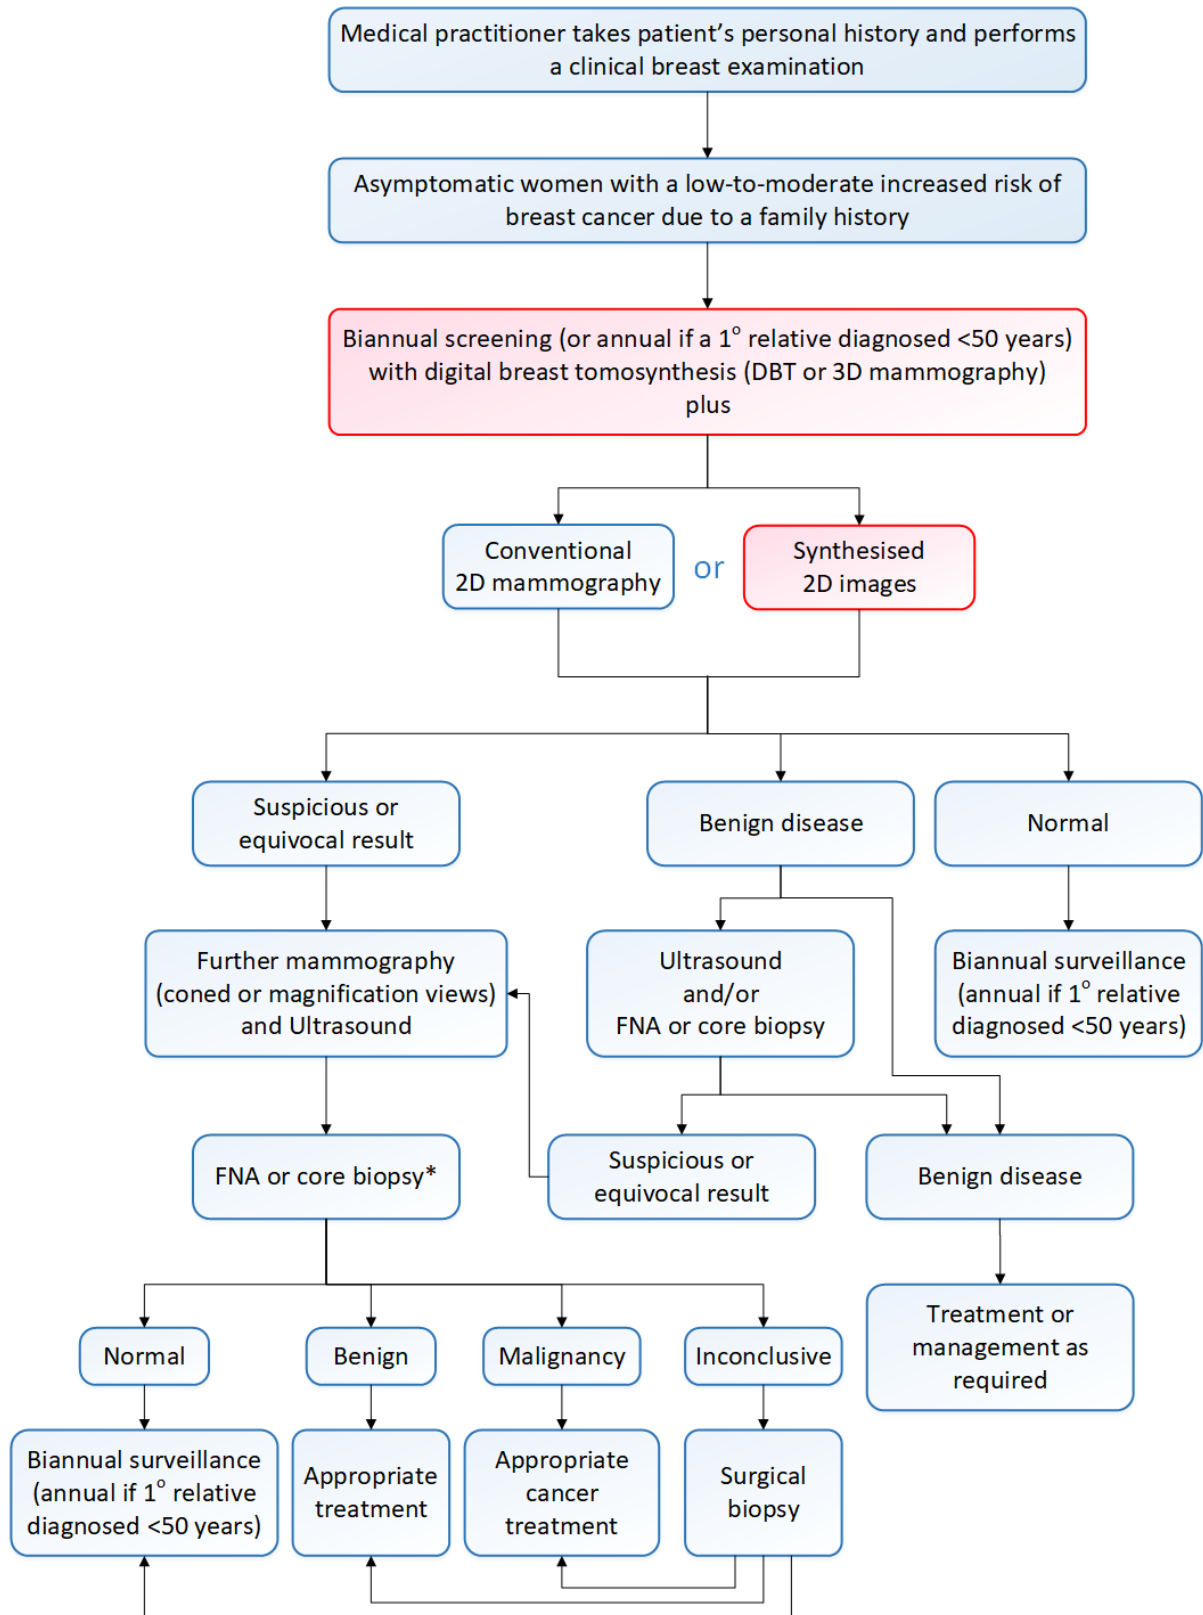 Medical practitioner takes patient’s personal history and performs
a clinical breast examination
Asymptomatic women with a low-to-moderate increased risk of
breast cancer due to a family history
Biannual screening (or annual if a 1° relative diagnosed <50 years)
with digital breast tomosynthesis (DBT or 3D mammography)
plus
Conventional
2D mammography
or
Synthesised
2D images
Suspicious or
equivocal result
Benign disease
Normal
Further mammography
(coned or magnification views)
and Ultrasound
Ultrasound
and/or
FNA or core biopsy
Biannual surveillance
(annual if 1° relative
diagnosed <50 years)
FNA or core biopsy*
Suspicious or
equivocal result
Benign disease
Normal
Benign
Malignancy
Inconclusive
Treatment or
management as
required
Biannual surveillance
(annual if 1° relative
diagnosed <50 years)
Appropriate
treatment
Appropriate
cancer
treatment
Surgical
biopsy